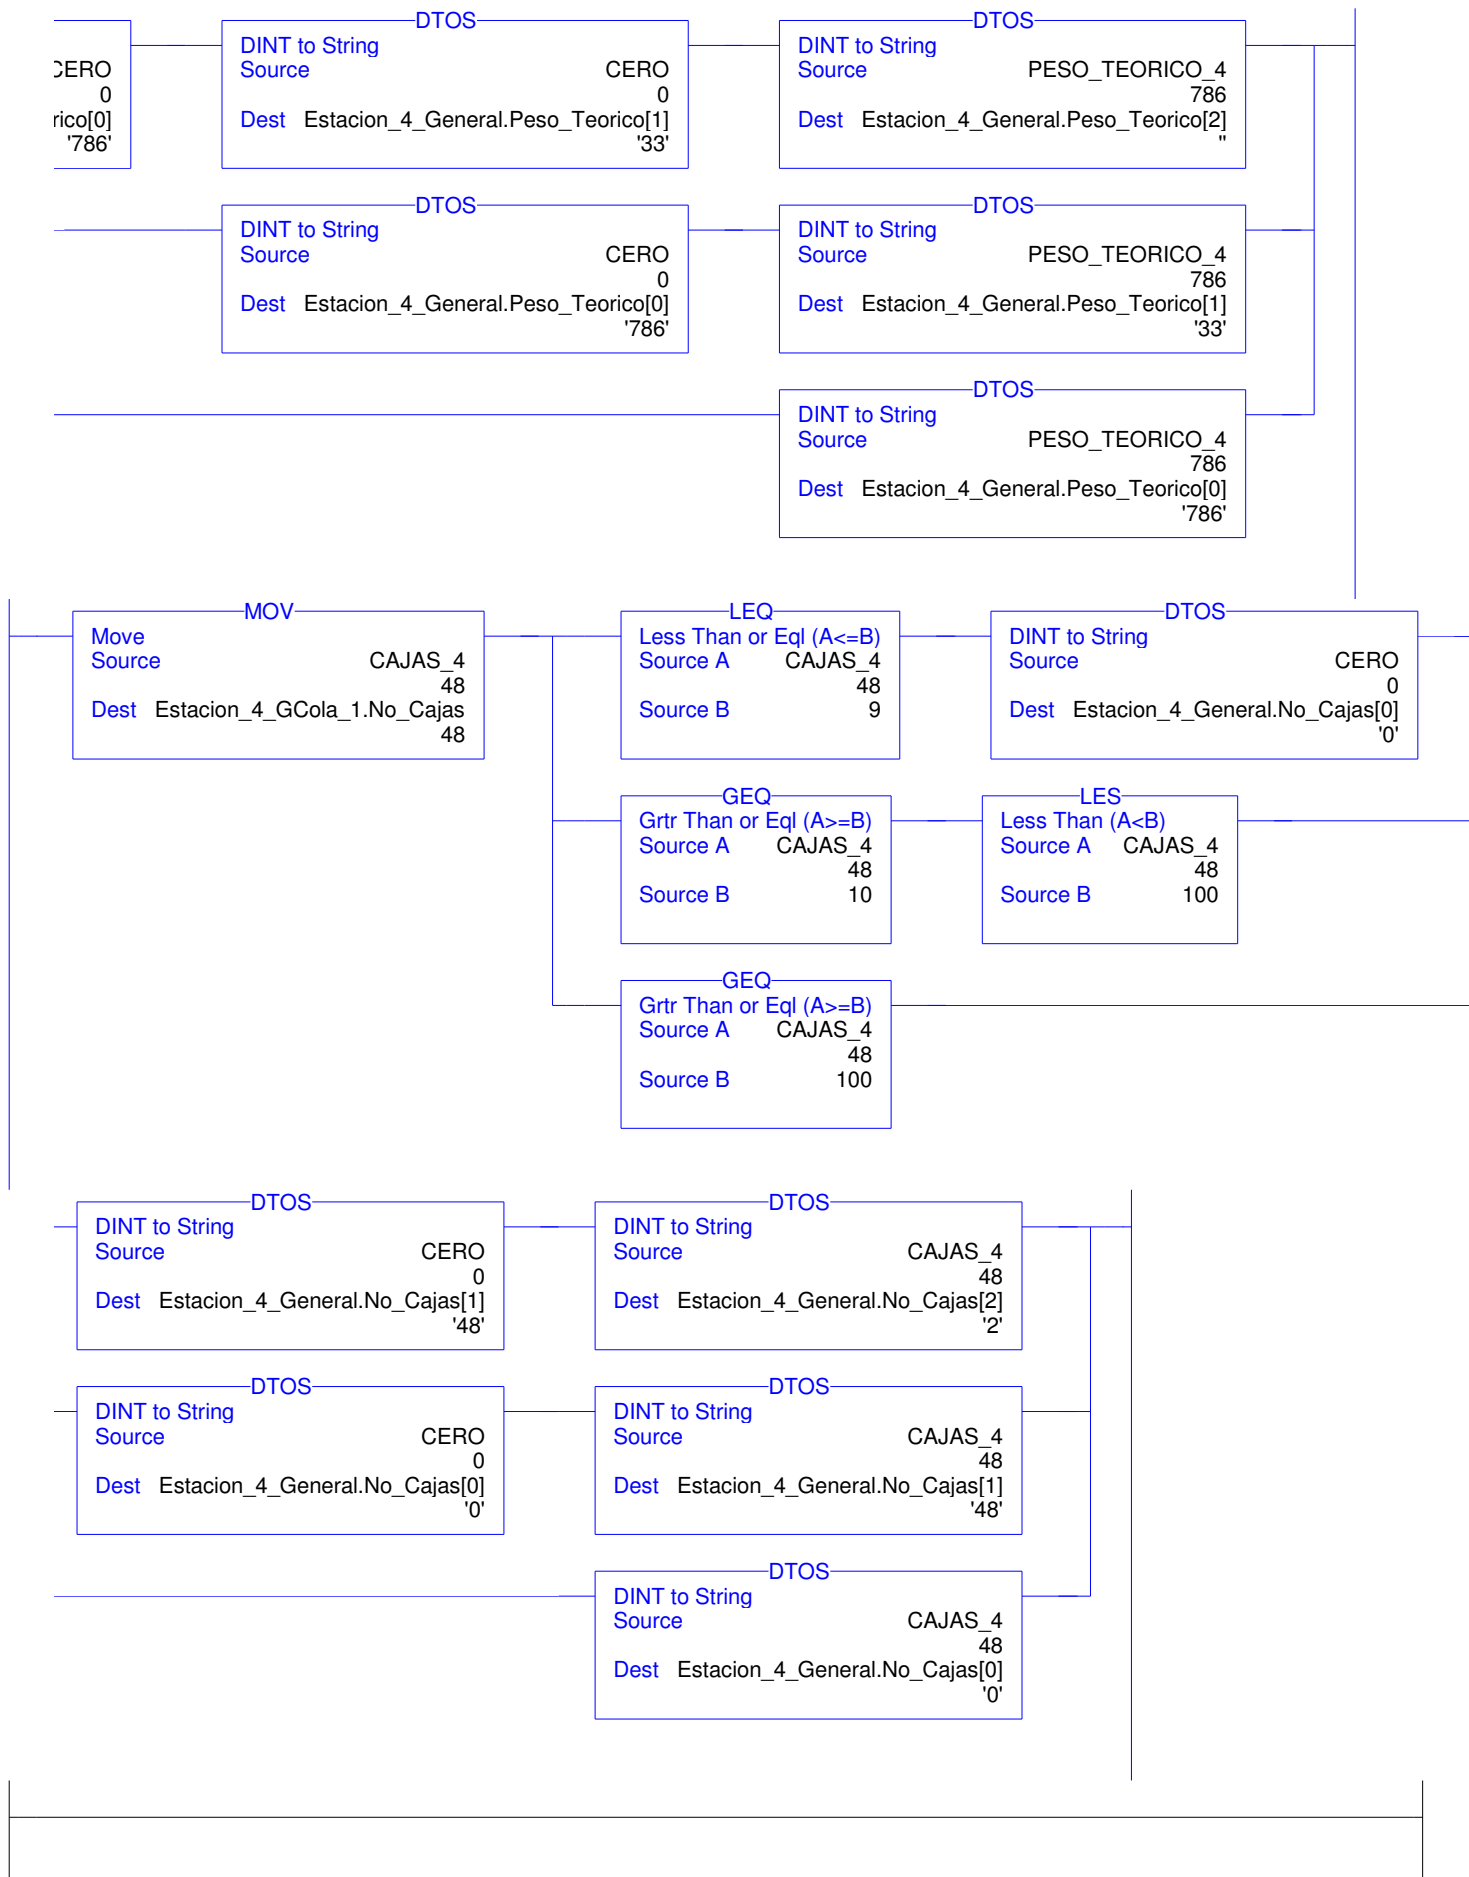 DTOS
DTOS
DINT to String
DINT to String
CERO
Source CERO
Source PESO_TEORICO_4
0
0
786
rico[0]
Dest Estacion_4_General.Peso_Teorico[1]
Dest Estacion_4_General.Peso_Teorico[2]
'786'
'33'
''
DTOS
DTOS
DINT to String
DINT to String
Source CERO
Source PESO_TEORICO_4
0
786
Dest Estacion_4_General.Peso_Teorico[0]
Dest Estacion_4_General.Peso_Teorico[1]
'786'
'33'
DTOS
DINT to String
Source PESO_TEORICO_4
786
Dest Estacion_4_General.Peso_Teorico[0]
'786'
MOV
LEQ
DTOS
Move
Less Than or Eql (A<=B)
DINT to String
Source CAJAS_4
Source A CAJAS_4
Source CERO
48
48
0
Dest Estacion_4_GCola_1.No_Cajas
Source B 9
Dest Estacion_4_General.No_Cajas[0]
48
'0'
GEQ
LES
Grtr Than or Eql (A>=B)
Less Than (A<B)
Source A CAJAS_4
Source A CAJAS_4
48
48
Source B 10
Source B 100
GEQ
Grtr Than or Eql (A>=B)
Source A CAJAS_4
48
Source B 100
DTOS
DTOS
DINT to String
DINT to String
Source CERO
Source CAJAS_4
0
48
Dest Estacion_4_General.No_Cajas[1]
Dest Estacion_4_General.No_Cajas[2]
'48'
'2'
DTOS
DTOS
DINT to String
DINT to String
Source CERO
Source CAJAS_4
0
48
Dest Estacion_4_General.No_Cajas[0]
Dest Estacion_4_General.No_Cajas[1]
'0'
'48'
DTOS
DINT to String
Source CAJAS_4
48
Dest Estacion_4_General.No_Cajas[0]
'0'